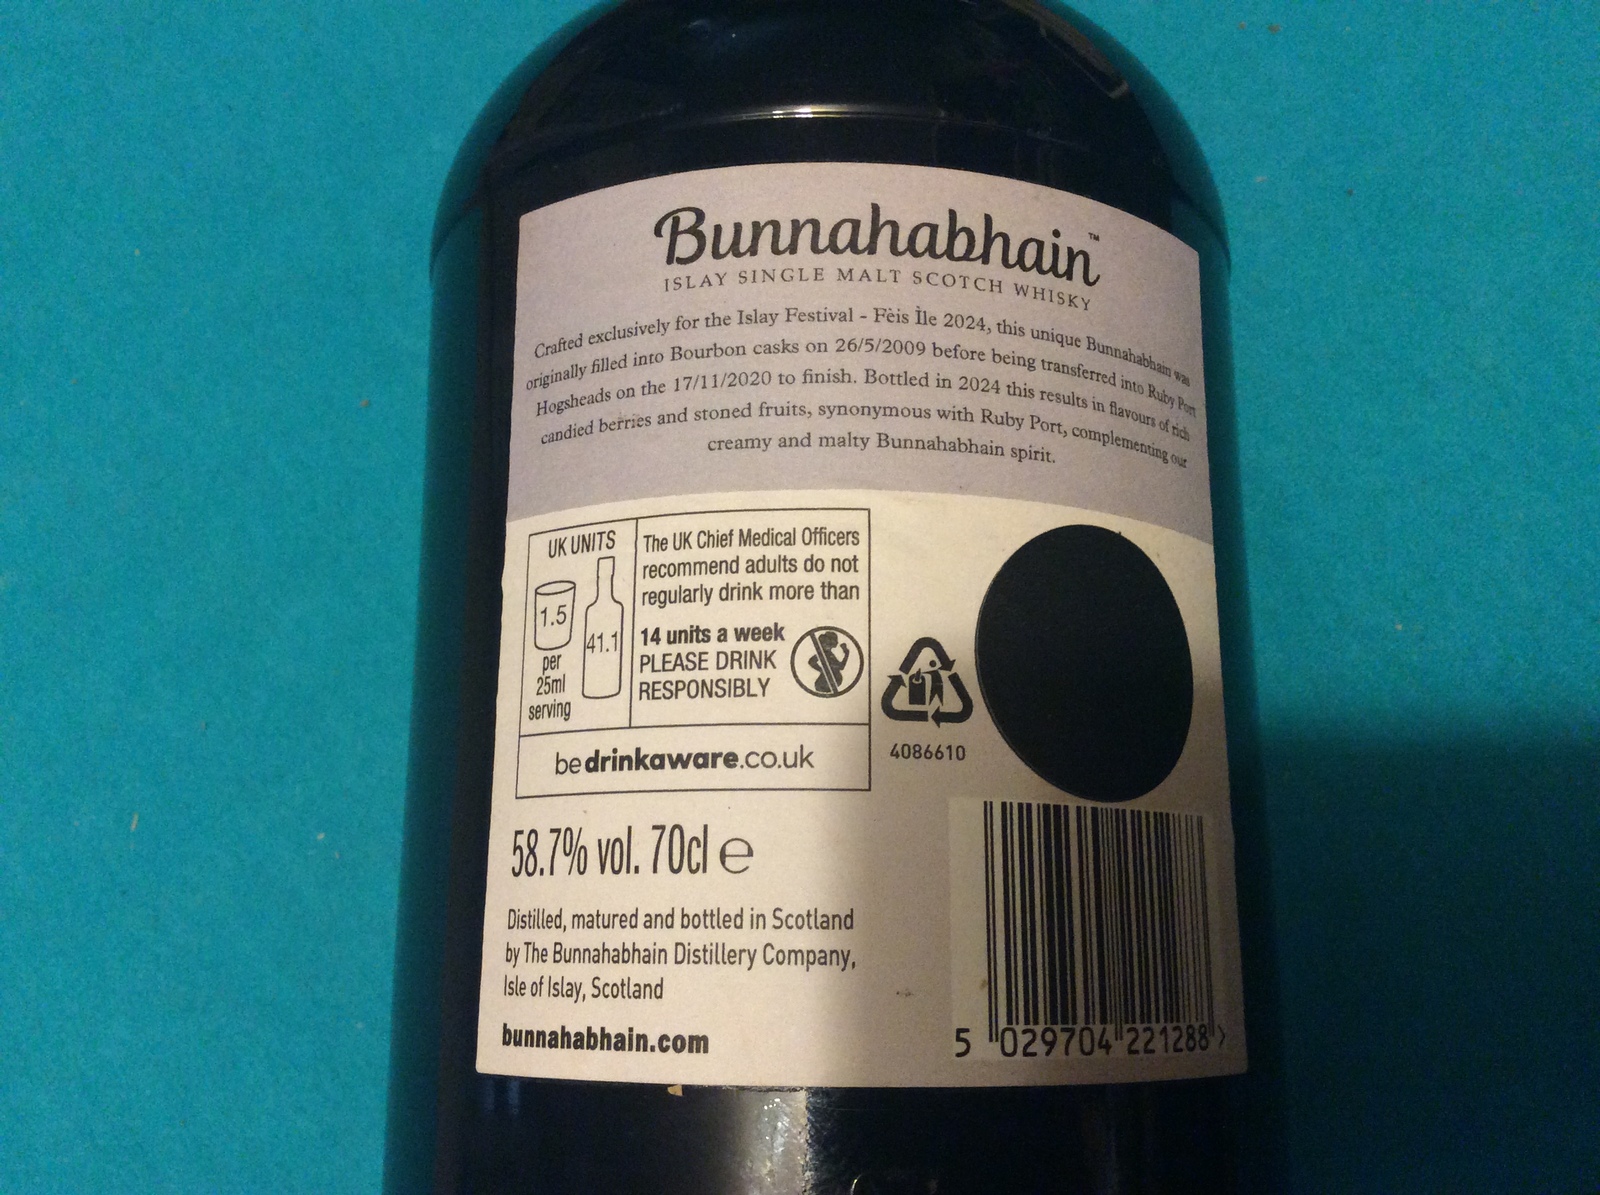 Bunnahabhain™
ISLAY SINGLE MALT SCOTCH WHISKY
Crafted exclusively for the Islay Festival - Fèis Ìle 2024, this unique Bunnahabhain was
originally filled into Bourbon casks on 26/5/2009 before being transferred into Ruby Port
Hogsheads on the 17/11/2020 to finish. Bottled in 2024 this results in flavours of rich
candied berries and stoned fruits, synonymous with Ruby Port, complementing our
creamy and malty Bunnahabhain spirit.
UK UNITS
1.5
per
25ml
serving
41.1
The UK Chief Medical Officers
recommend adults do not
regularly drink more than
14 units a week
PLEASE DRINK
RESPONSIBLY
bedrinkaware.co.uk
4086610
58.7% vol. 70cl ℮
Distilled, matured and bottled in Scotland
by The Bunnahabhain Distillery Company,
Isle of Islay, Scotland
bunnahabhain.com
5 029704 221288 >